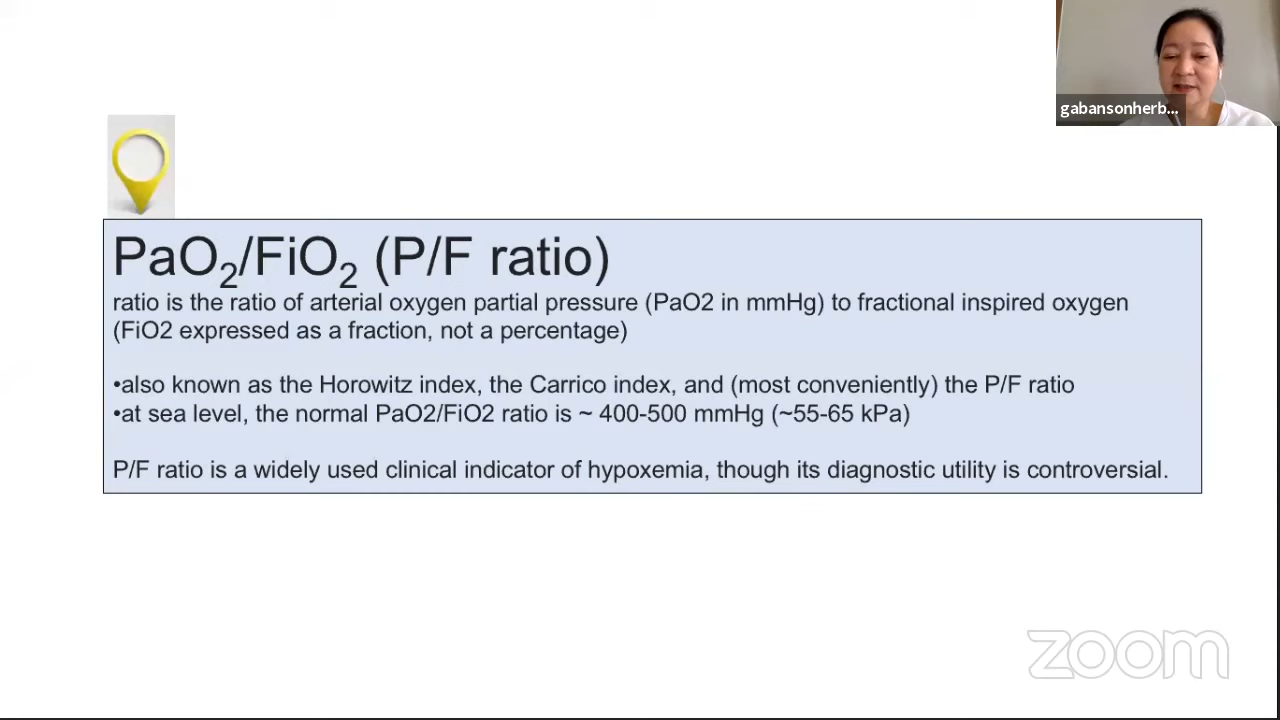 gabansonherb...
PaO₂/FiO₂ (P/F ratio)
ratio is the ratio of arterial oxygen partial pressure (PaO2 in mmHg) to fractional inspired oxygen
(FiO2 expressed as a fraction, not a percentage)
•also known as the Horowitz index, the Carrico index, and (most conveniently) the P/F ratio
•at sea level, the normal PaO2/FiO2 ratio is ~ 400-500 mmHg (~55-65 kPa)
P/F ratio is a widely used clinical indicator of hypoxemia, though its diagnostic utility is controversial.
zoom